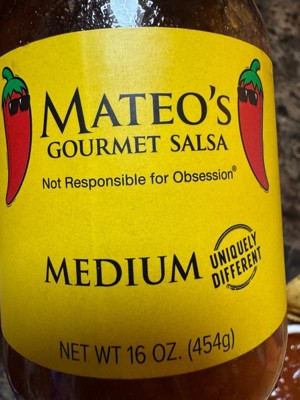 MATEO'S
GOURMET SALSA
Not Responsible for Obsession®
MEDIUM
UNIQUELY
DIFFERENT
NET WT 16 OZ. (454g)